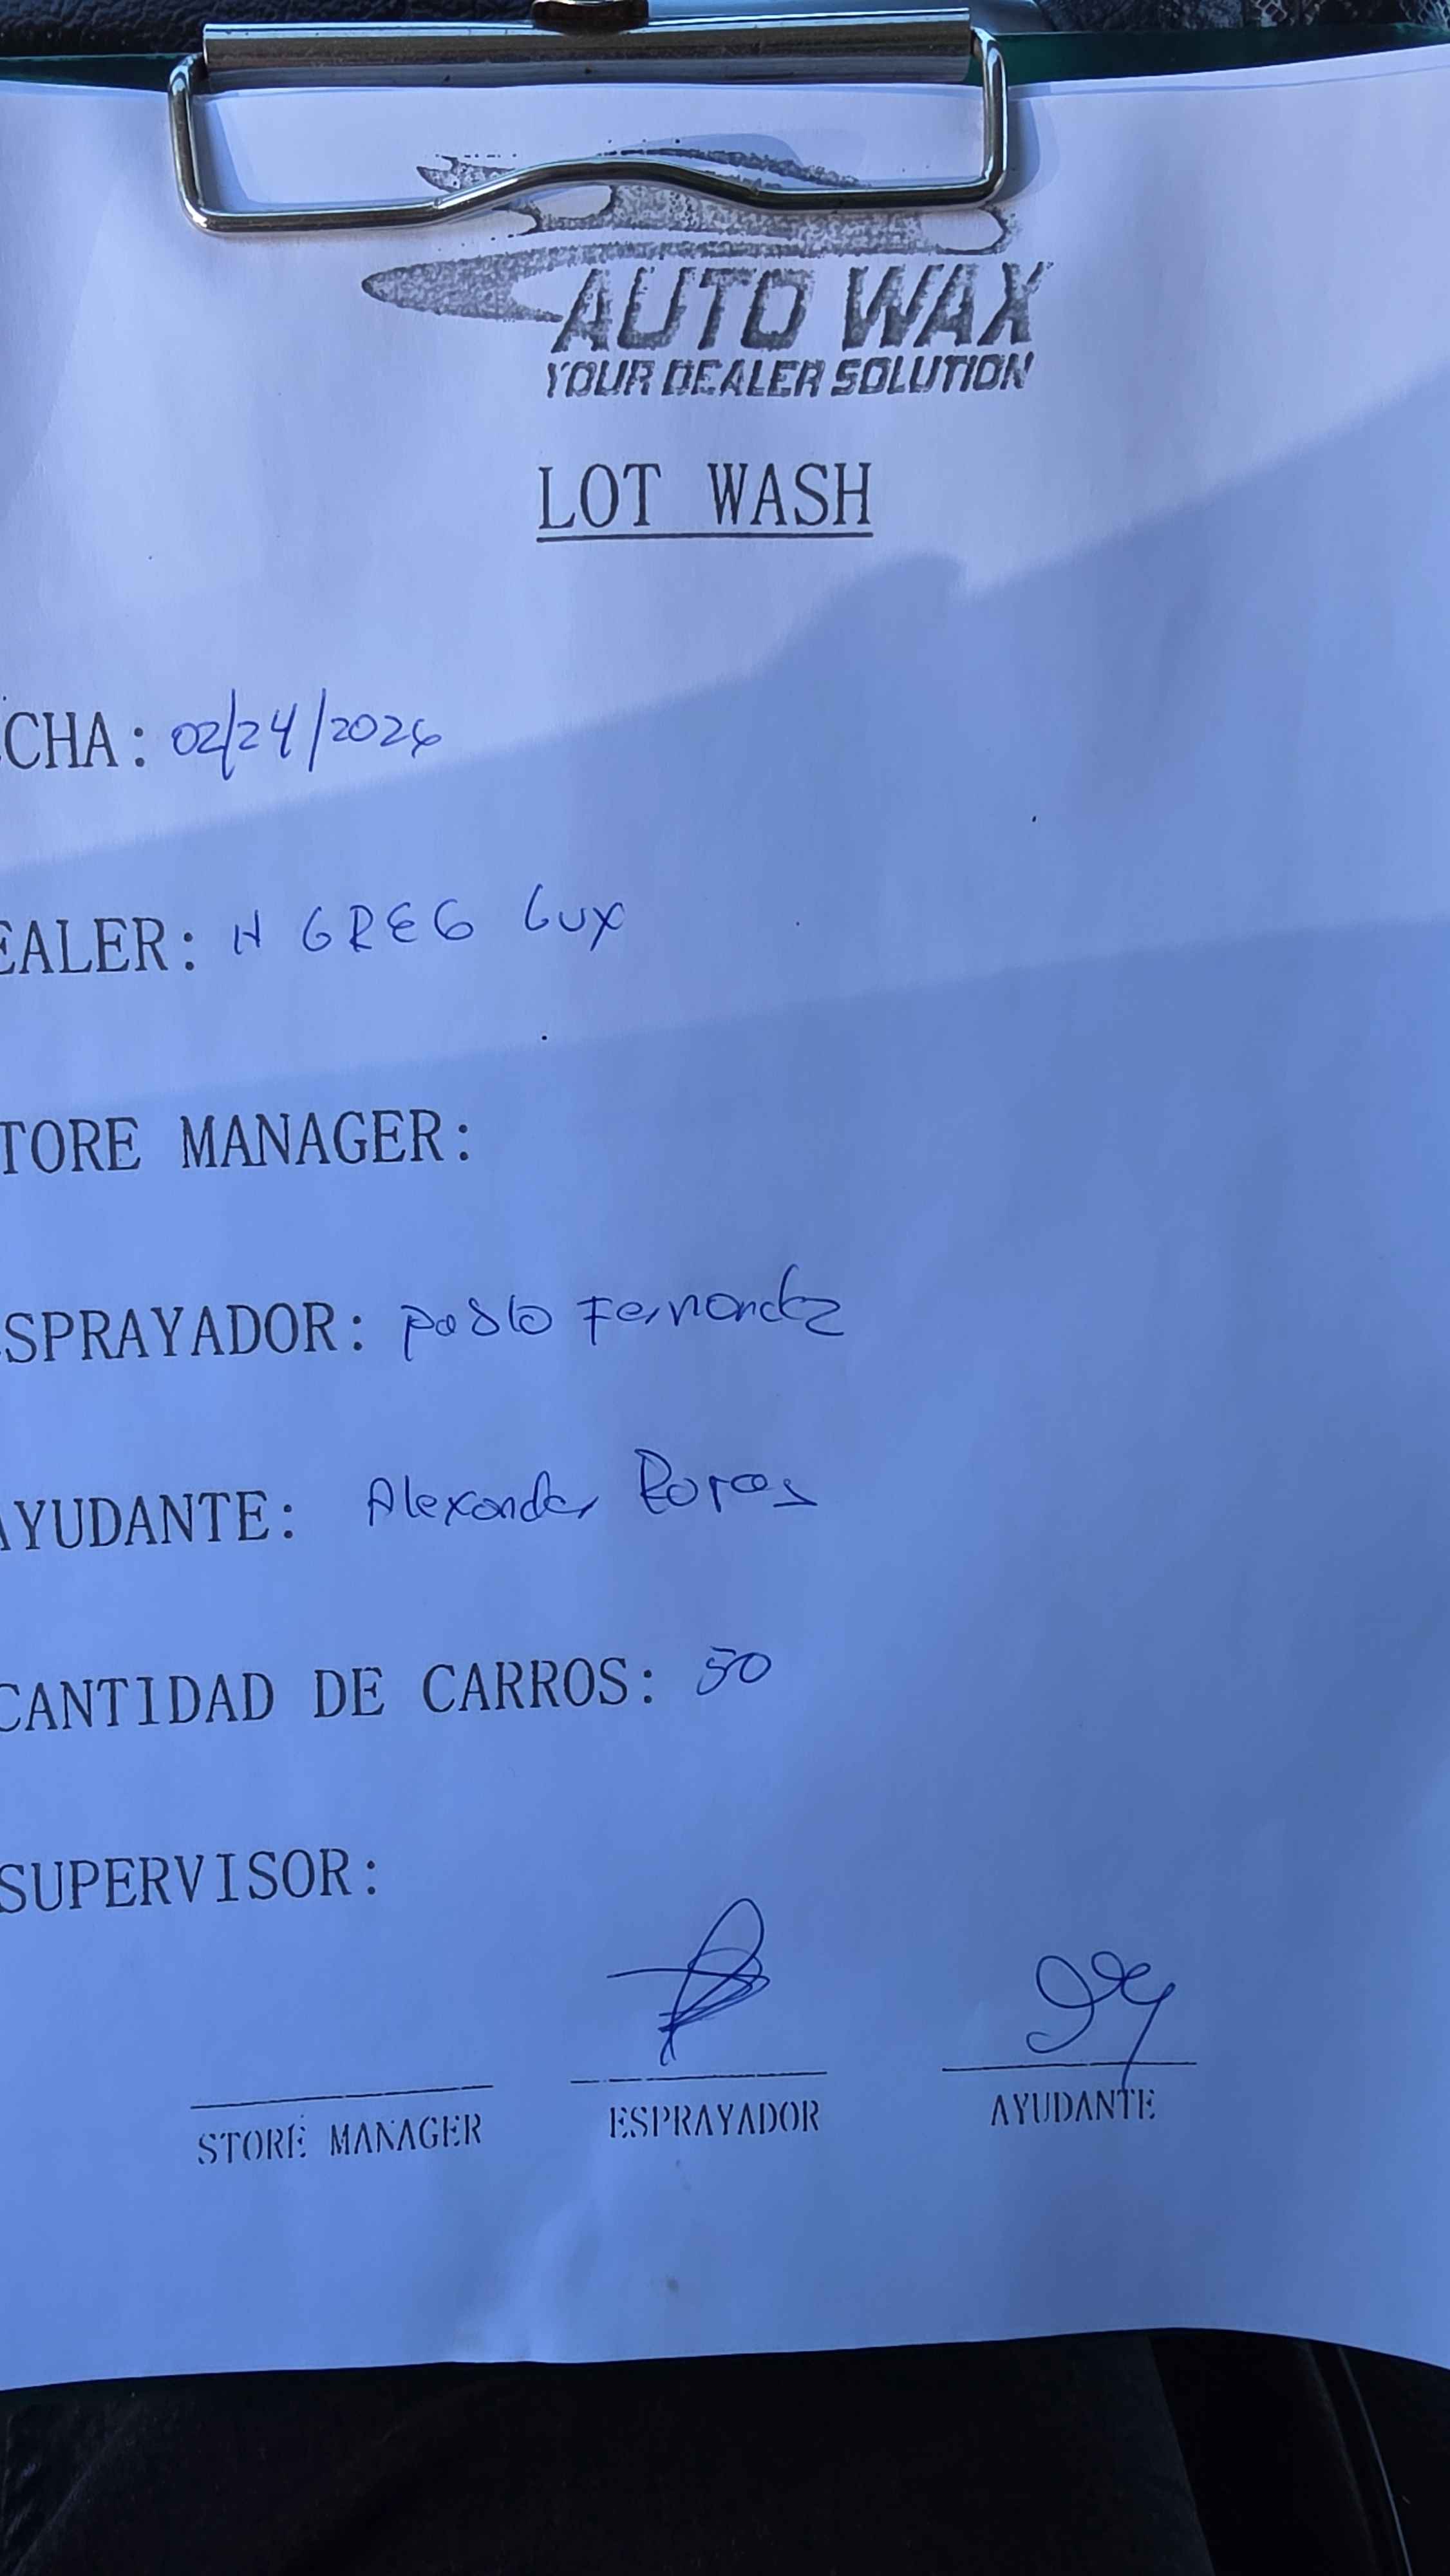 AUTO WAX
YOUR DEALER SOLUTION
LOT WASH
CHA: 02/24/2026
EALER: H GREG LUX
TORE MANAGER:
SPRAYADOR: Pablo Fernandez
AYUDANTE: Alexander
CANTIDAD DE CARROS: 50
SUPERVISOR:
STORE MANAGER ESPRAYADOR AYUDANTE